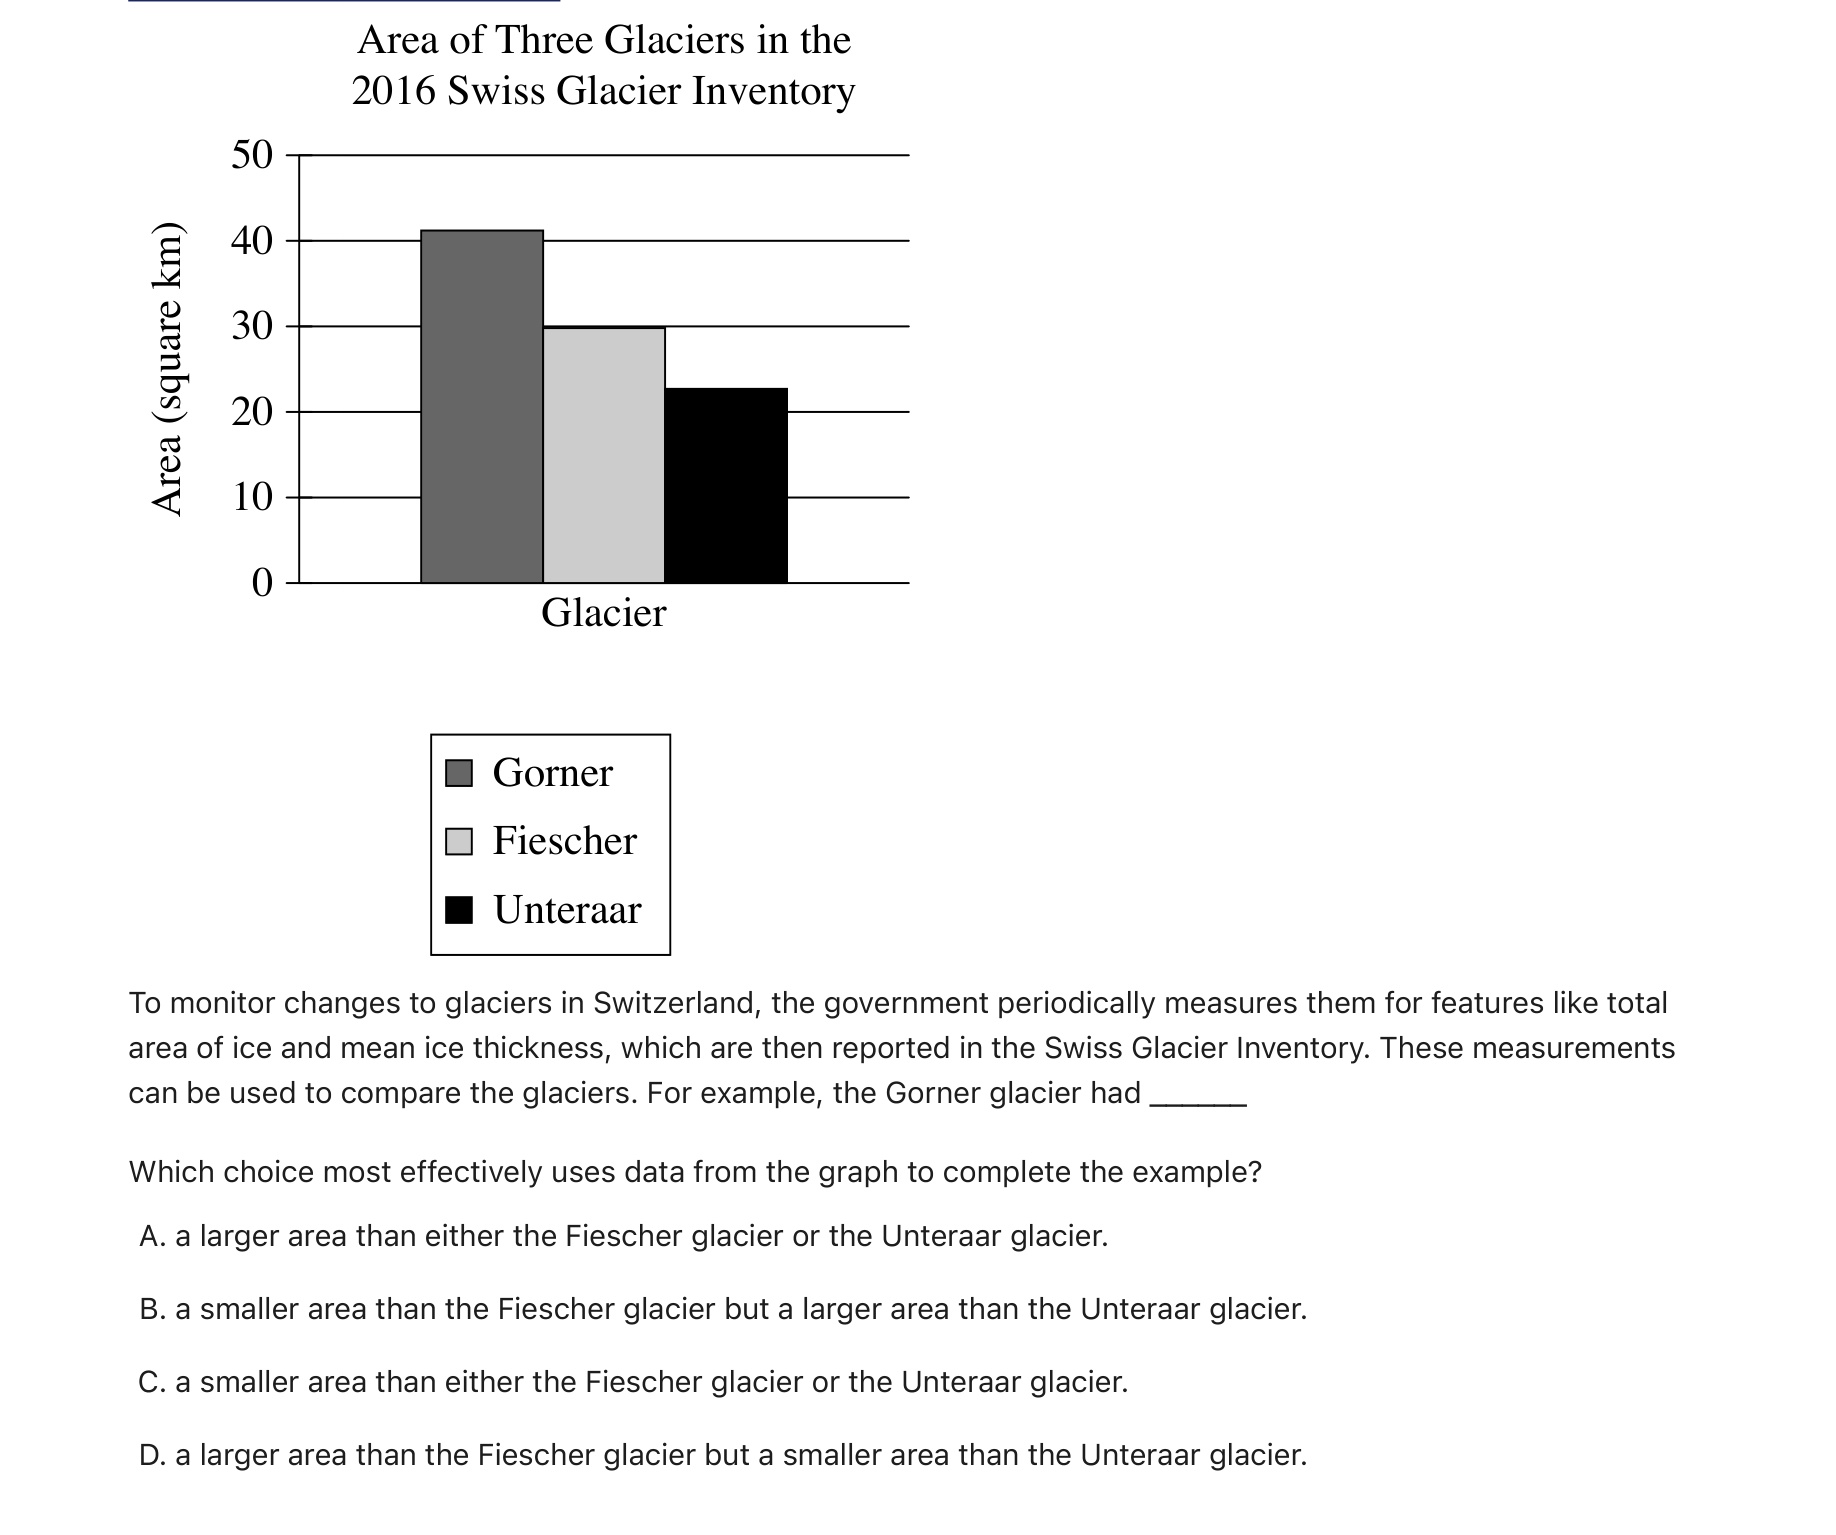 Area of Three Glaciers in the
2016 Swiss Glacier Inventory
50
40
30
20
10
0
Area (square km)
Glacier
Gorner
Fiescher
Unteraar
To monitor changes to glaciers in Switzerland, the government periodically measures them for features like total
area of ice and mean ice thickness, which are then reported in the Swiss Glacier Inventory. These measurements
can be used to compare the glaciers. For example, the Gorner glacier had ______
Which choice most effectively uses data from the graph to complete the example?
A. a larger area than either the Fiescher glacier or the Unteraar glacier.
B. a smaller area than the Fiescher glacier but a larger area than the Unteraar glacier.
C. a smaller area than either the Fiescher glacier or the Unteraar glacier.
D. a larger area than the Fiescher glacier but a smaller area than the Unteraar glacier.